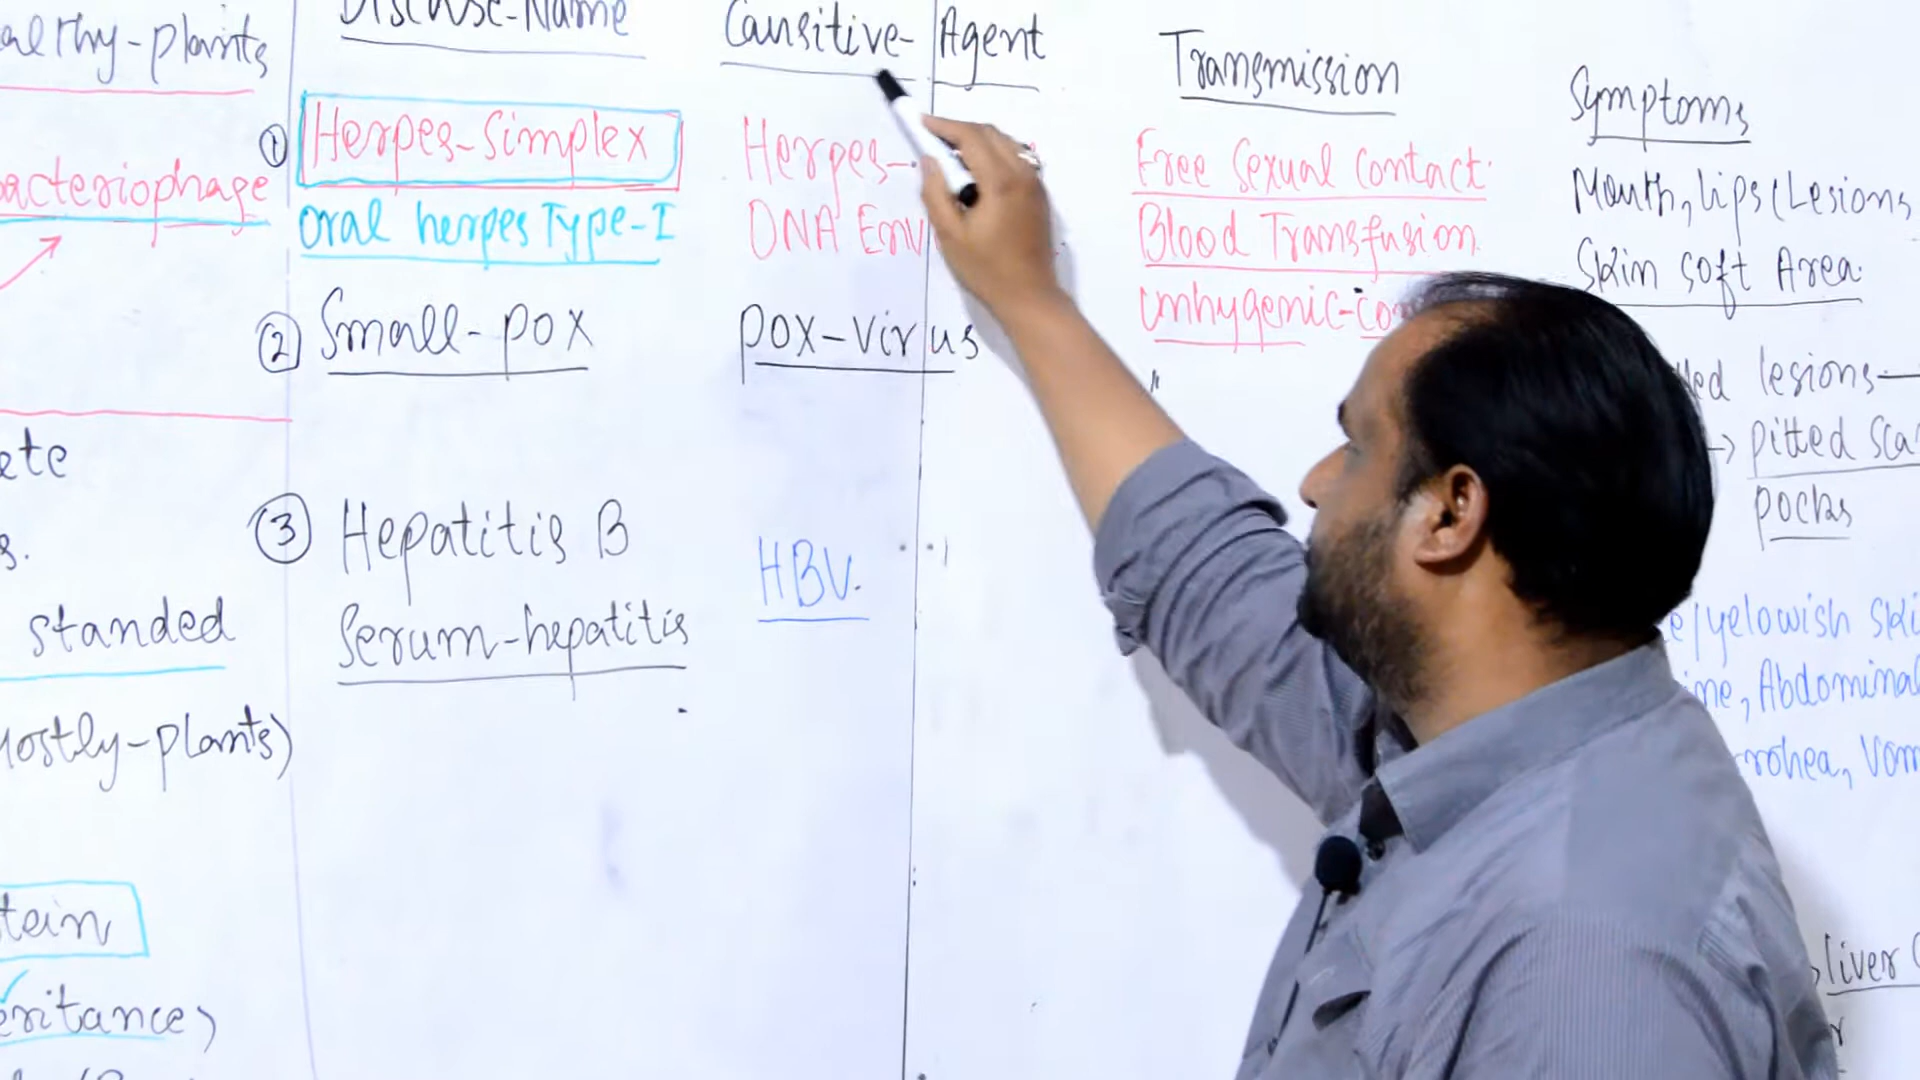 althy-plants
bacteriophage
ete
s.
standed
Mostly-plants)
tein
eritance)
Disease-Name
① Herpes-Simplex
oral herpes Type-I
② Small-pox
③ Hepatitis B
Serum-hepatitis
Causitive-Agent
Herpes-
DNA Env
Pox-virus
HBV.
Transmission
Free Sexual Contact.
Blood Transfusion
Unhygenic-co
"
Symptoms
Mouth, lips (Lesions,
Skin soft Area.
ed lesions—
→ pitted Sca
pocks
e/yelowish Ski
ine, Abdominal
rrohea, Vom
liver
r